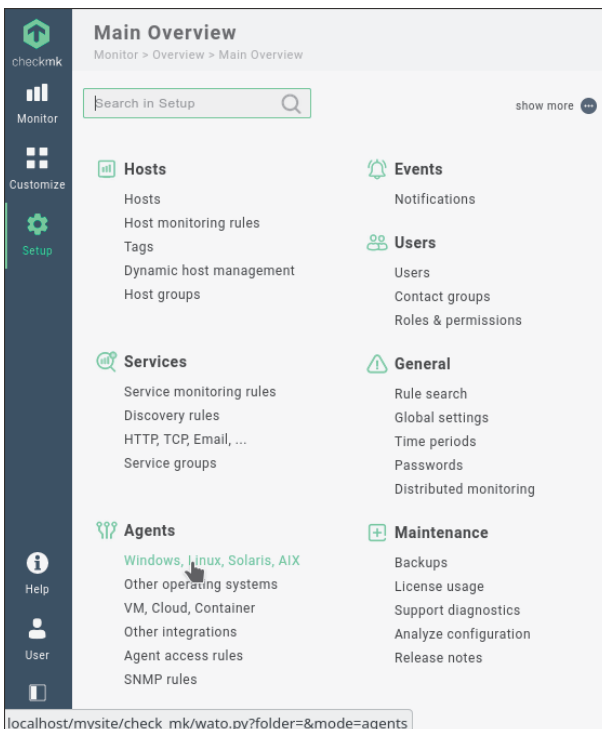 checkmk
Monitor
Customize
Setup
Help
User
Main Overview
Monitor > Overview > Main Overview
Search in Setup
show more
Hosts
Hosts
Host monitoring rules
Tags
Dynamic host management
Host groups
Services
Service monitoring rules
Discovery rules
HTTP, TCP, Email, ...
Service groups
Agents
Windows, Linux, Solaris, AIX
Other operating systems
VM, Cloud, Container
Other integrations
Agent access rules
SNMP rules
Events
Notifications
Users
Users
Contact groups
Roles & permissions
General
Rule search
Global settings
Time periods
Passwords
Distributed monitoring
Maintenance
Backups
License usage
Support diagnostics
Analyze configuration
Release notes
localhost/mysite/check_mk/wato.py?folder=&mode=agents